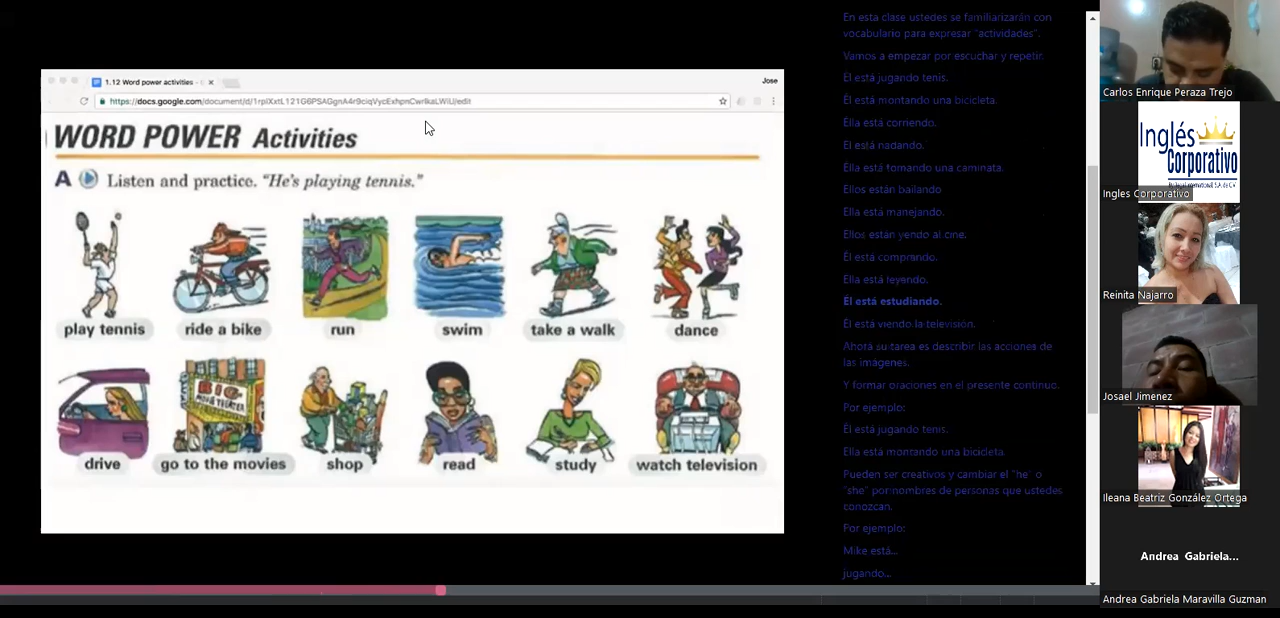 1.12 Word power activities -
Jose
https://docs.google.com/document/d/
WORD POWER Activities
A Listen and practice. "He's playing tennis."
play tennis
ride a bike
run
swim
take a walk
dance
BIG
drive
go to the movies
shop
read
study
watch television
En esta clase ustedes se familiarizarán con
vocabulario para expresar "actividades".
Vamos a empezar por escuchar y repetir.
Él está jugando tenis.
Él está montando una bicicleta.
Ella está corriendo.
Él está nadando.
Ella está tomando una caminata.
Ellos están bailando
Ella está manejando.
Ellos están yendo al cine.
Él está comprando.
Ella está leyendo.
Él está estudiando.
Él está viendo la televisión.
Ahora su tarea es describir las acciones de
las imágenes.
Y formar oraciones en el presente continuo.
Por ejemplo:
Él está jugando tenis.
Ella está montando una bicicleta.
Pueden ser creativos y cambiar el "he" o
"she" por nombres de personas que ustedes
conozcan.
Por ejemplo:
Mike está...
jugando...
Carlos Enrique Peraza Trejo
Inglés
Corporativo
Ingles Corporativo
Reinita Najarro
Josael Jimenez
Ileana Beatriz González Ortega
Andrea Gabriela...
Andrea Gabriela Maravilla Guzman